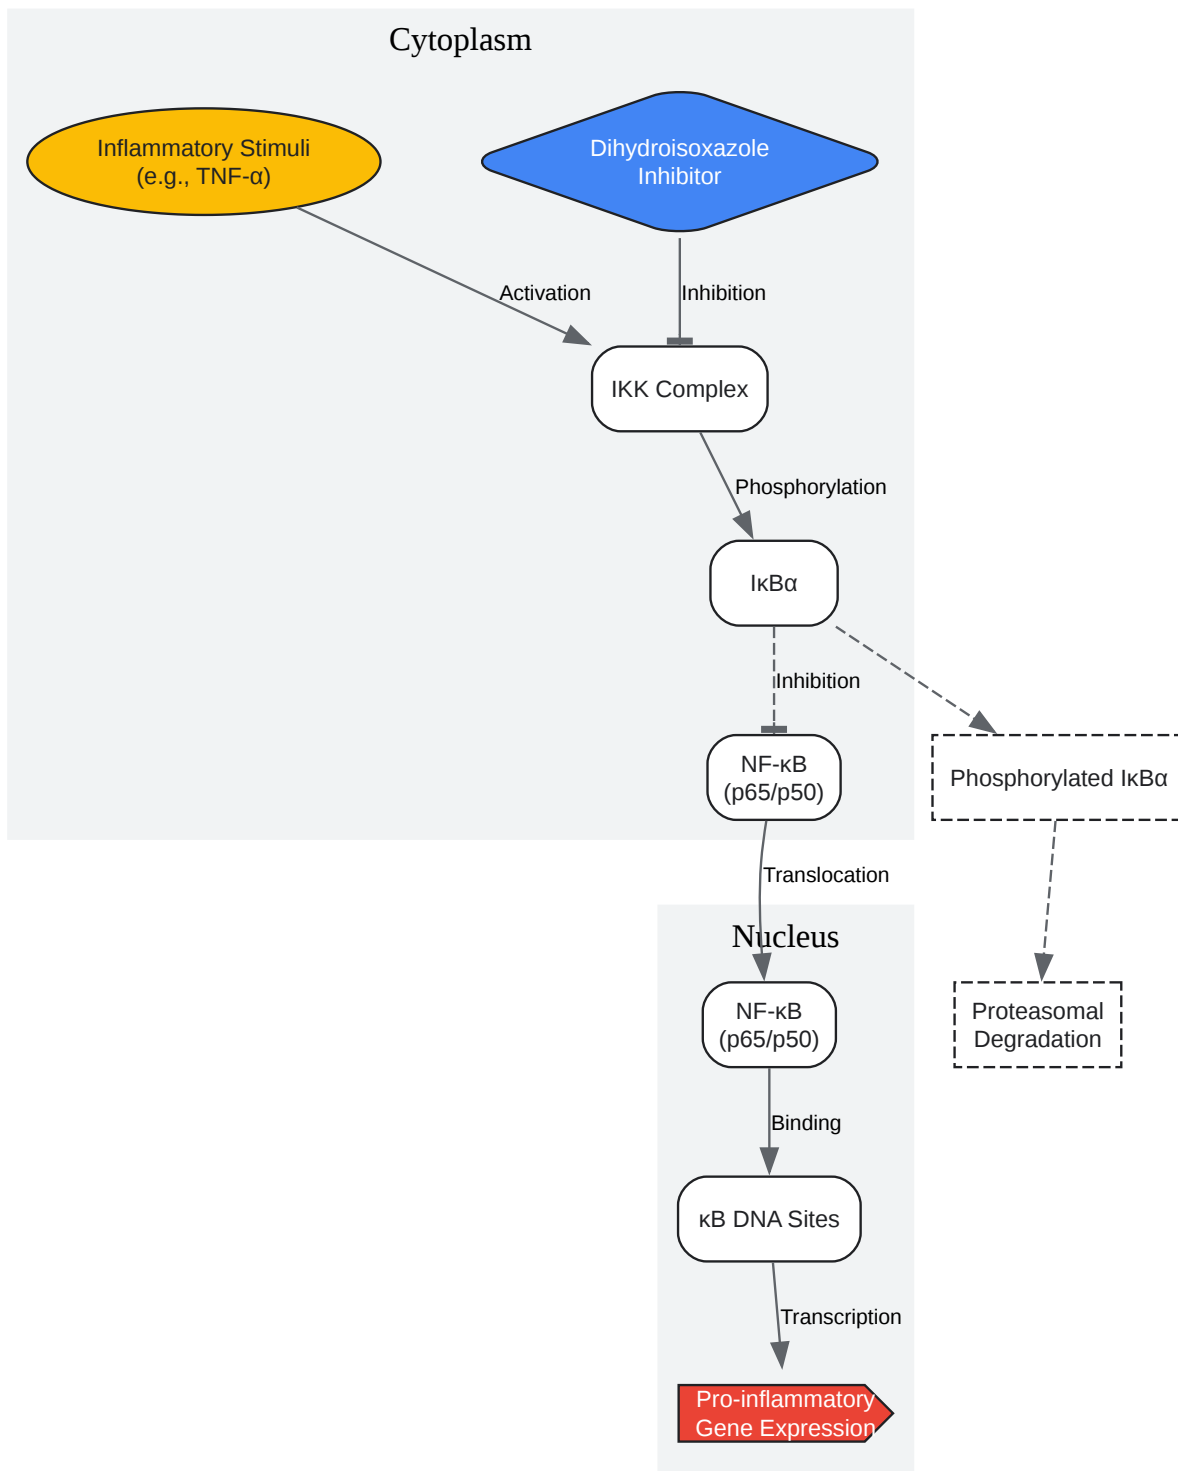 Cytoplasm
Inflammatory Stimuli
(e.g., TNF-α)
Dihydroisoxazole
Inhibitor
Activation
Inhibition
IKK Complex
Phosphorylation
IκBα
Inhibition
NF-κB
(p65/p50)
Phosphorylated IκBα
Translocation
Nucleus
NF-κB
(p65/p50)
Proteasomal
Degradation
Binding
κB DNA Sites
Transcription
Pro-inflammatory
Gene Expression